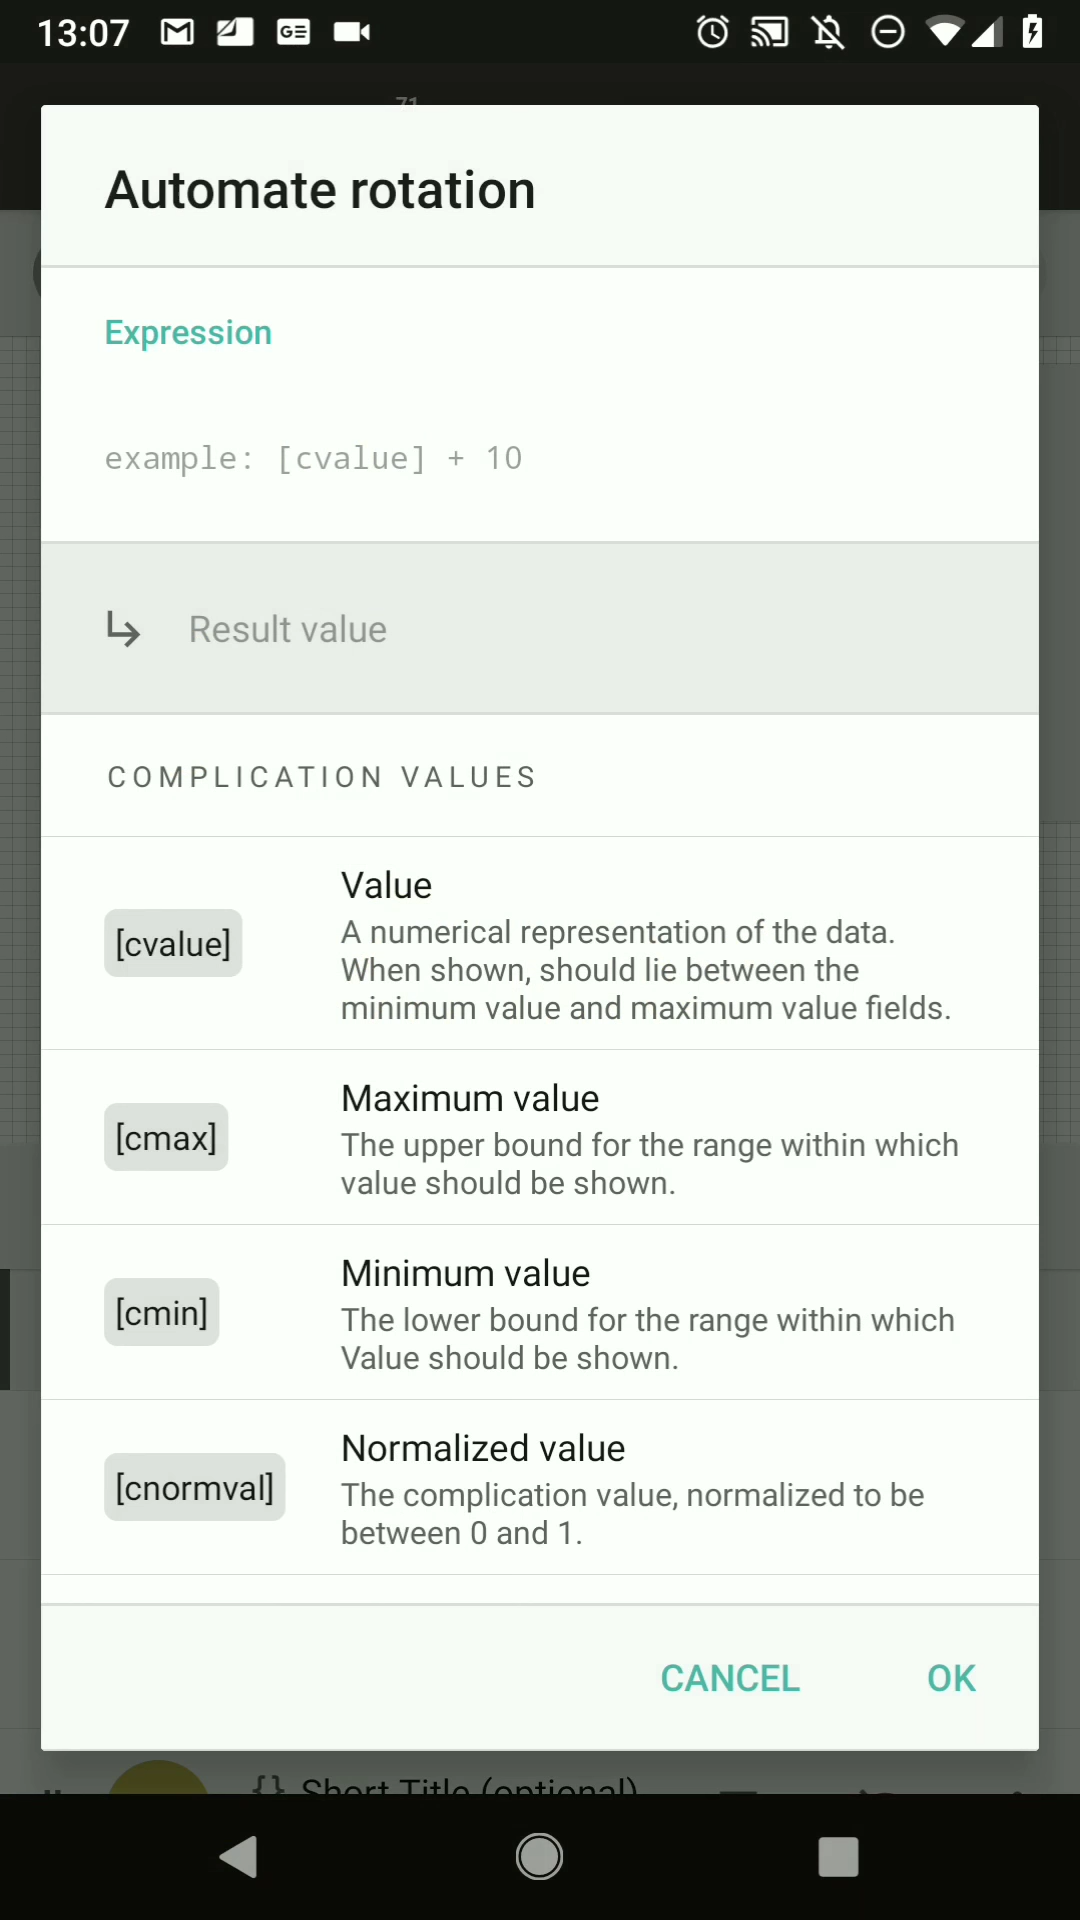 13:07
71
Automate rotation
Expression
example: [cvalue] + 10
Result value
COMPLICATION VALUES
[cvalue]
Value
A numerical representation of the data.
When shown, should lie between the
minimum value and maximum value fields.
[cmax]
Maximum value
The upper bound for the range within which
value should be shown.
[cmin]
Minimum value
The lower bound for the range within which
Value should be shown.
[cnormval]
Normalized value
The complication value, normalized to be
between 0 and 1.
CANCEL
OK
{} Short Title (optional)